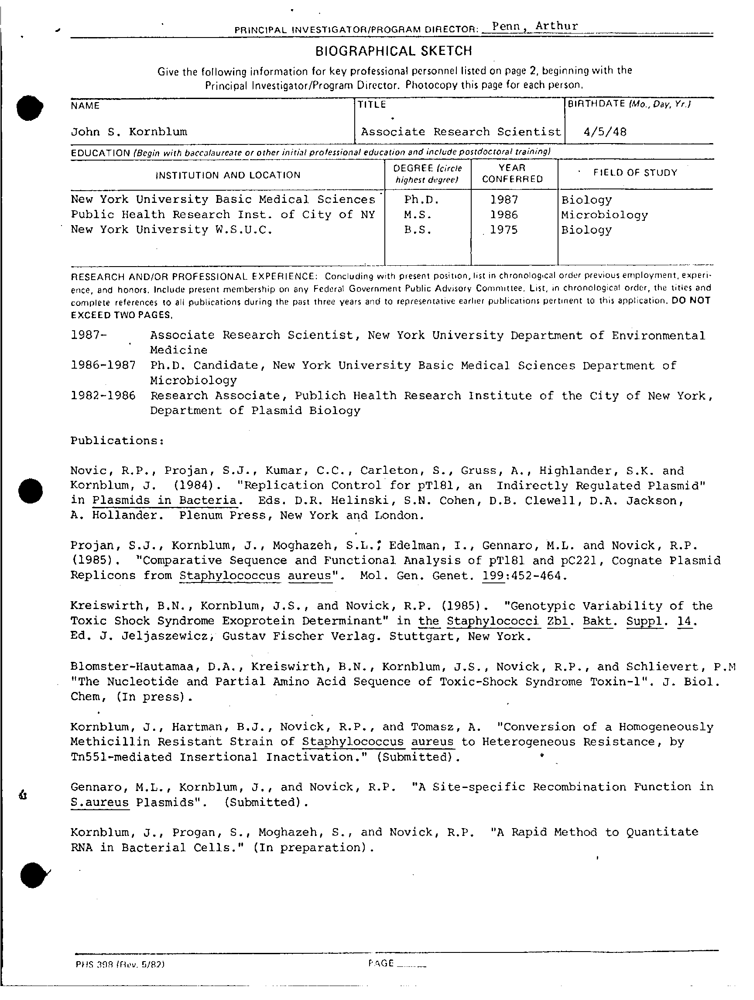 PRINCIPAL INVESTIGATOR/PROGRAM DIRECTOR: Penn, Arthur
BIOGRAPHICAL SKETCH
Give the following information for key professional personnel listed on page 2, beginning with the
Principal Investigator/Program Director. Photocopy this page for each person.
NAME TITLE BIRTHDATE (Mo., Day, Yr.)
John S. Kornblum Associate Research Scientist 4/5/48
EDUCATION (Begin with baccalaureate or other initial professional education and include postdoctoral training)
INSTITUTION AND LOCATION DEGREE (circle highest degree) YEAR CONFERRED FIELD OF STUDY
New York University Basic Medical Sciences Ph.D. 1987 Biology
Public Health Research Inst. of City of NY M.S. 1986 Microbiology
New York University W.S.U.C. B.S. 1975 Biology
RESEARCH AND/OR PROFESSIONAL EXPERIENCE: Concluding with present position, list in chronological order previous employment, experi-
ence, and honors. Include present membership on any Federal Government Public Advisory Committee. List, in chronological order, the titles and
complete references to all publications during the past three years and to representative earlier publications pertinent to this application. DO NOT
EXCEED TWO PAGES.
1987- Associate Research Scientist, New York University Department of Environmental
Medicine
1986-1987 Ph.D. Candidate, New York University Basic Medical Sciences Department of
Microbiology
1982-1986 Research Associate, Publich Health Research Institute of the City of New York,
Department of Plasmid Biology
Publications:
Novic, R.P., Projan, S.J., Kumar, C.C., Carleton, S., Gruss, A., Highlander, S.K. and
Kornblum, J. (1984). "Replication Control for pT181, an Indirectly Regulated Plasmid"
in Plasmids in Bacteria. Eds. D.R. Helinski, S.N. Cohen, D.B. Clewell, D.A. Jackson,
A. Hollander. Plenum Press, New York and London.
Projan, S.J., Kornblum, J., Moghazeh, S.L., Edelman, I., Gennaro, M.L. and Novick, R.P.
(1985). "Comparative Sequence and Functional Analysis of pT181 and pC221, Cognate Plasmid
Replicons from Staphylococcus aureus". Mol. Gen. Genet. 199:452-464.
Kreiswirth, B.N., Kornblum, J.S., and Novick, R.P. (1985). "Genotypic Variability of the
Toxic Shock Syndrome Exoprotein Determinant" in the Staphylococci Zbl. Bakt. Suppl. 14.
Ed. J. Jeljaszewicz, Gustav Fischer Verlag. Stuttgart, New York.
Blomster-Hautamaa, D.A., Kreiswirth, B.N., Kornblum, J.S., Novick, R.P., and Schlievert, P.M
"The Nucleotide and Partial Amino Acid Sequence of Toxic-Shock Syndrome Toxin-1". J. Biol.
Chem, (In press).
Kornblum, J., Hartman, B.J., Novick, R.P., and Tomasz, A. "Conversion of a Homogeneously
Methicillin Resistant Strain of Staphylococcus aureus to Heterogeneous Resistance, by
Tn551-mediated Insertional Inactivation." (Submitted).
Gennaro, M.L., Kornblum, J., and Novick, R.P. "A Site-specific Recombination Function in
S.aureus Plasmids". (Submitted).
Kornblum, J., Progan, S., Moghazeh, S., and Novick, R.P. "A Rapid Method to Quantitate
RNA in Bacterial Cells." (In preparation).
PHS 398 (Rev. 5/82) PAGE